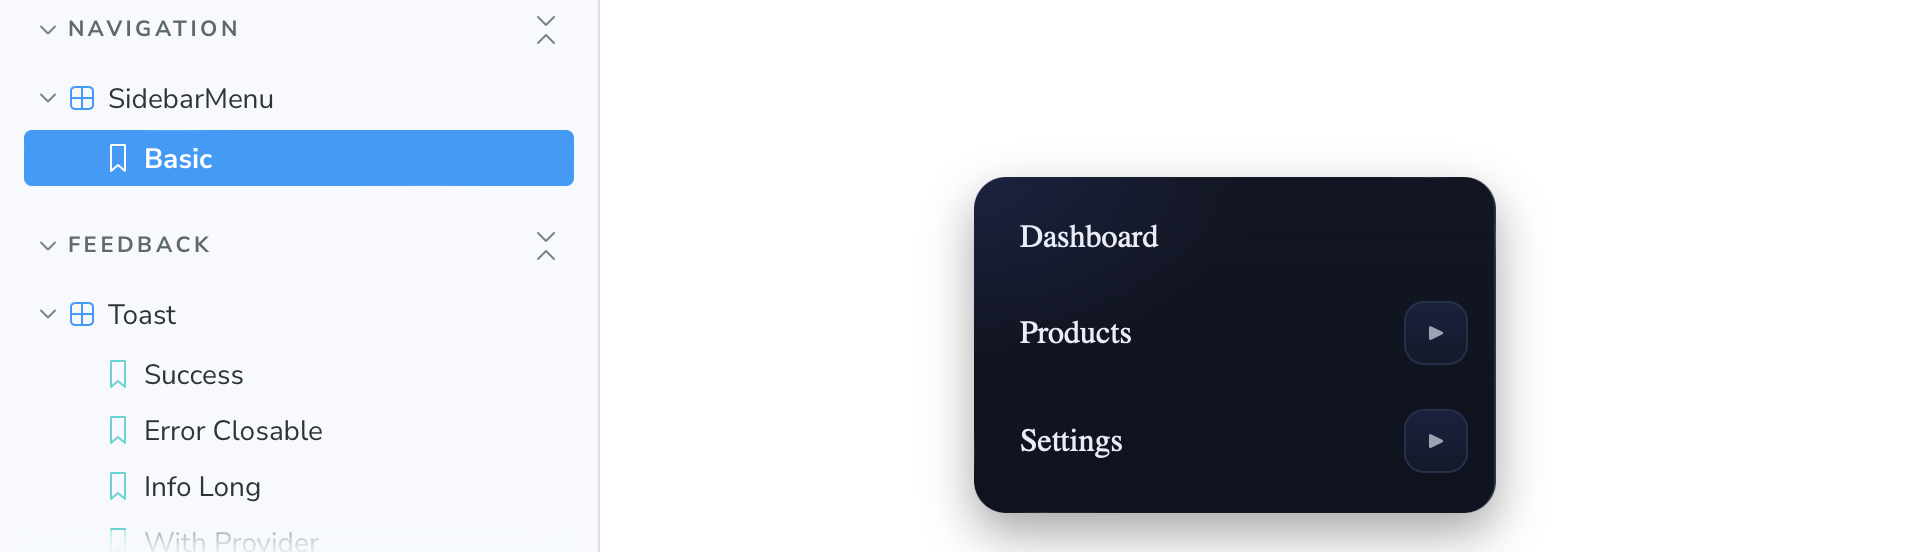 NAVIGATION
SidebarMenu
Basic
FEEDBACK
Toast
Success
Error Closable
Info Long
With Provider
Dashboard
Products
Settings